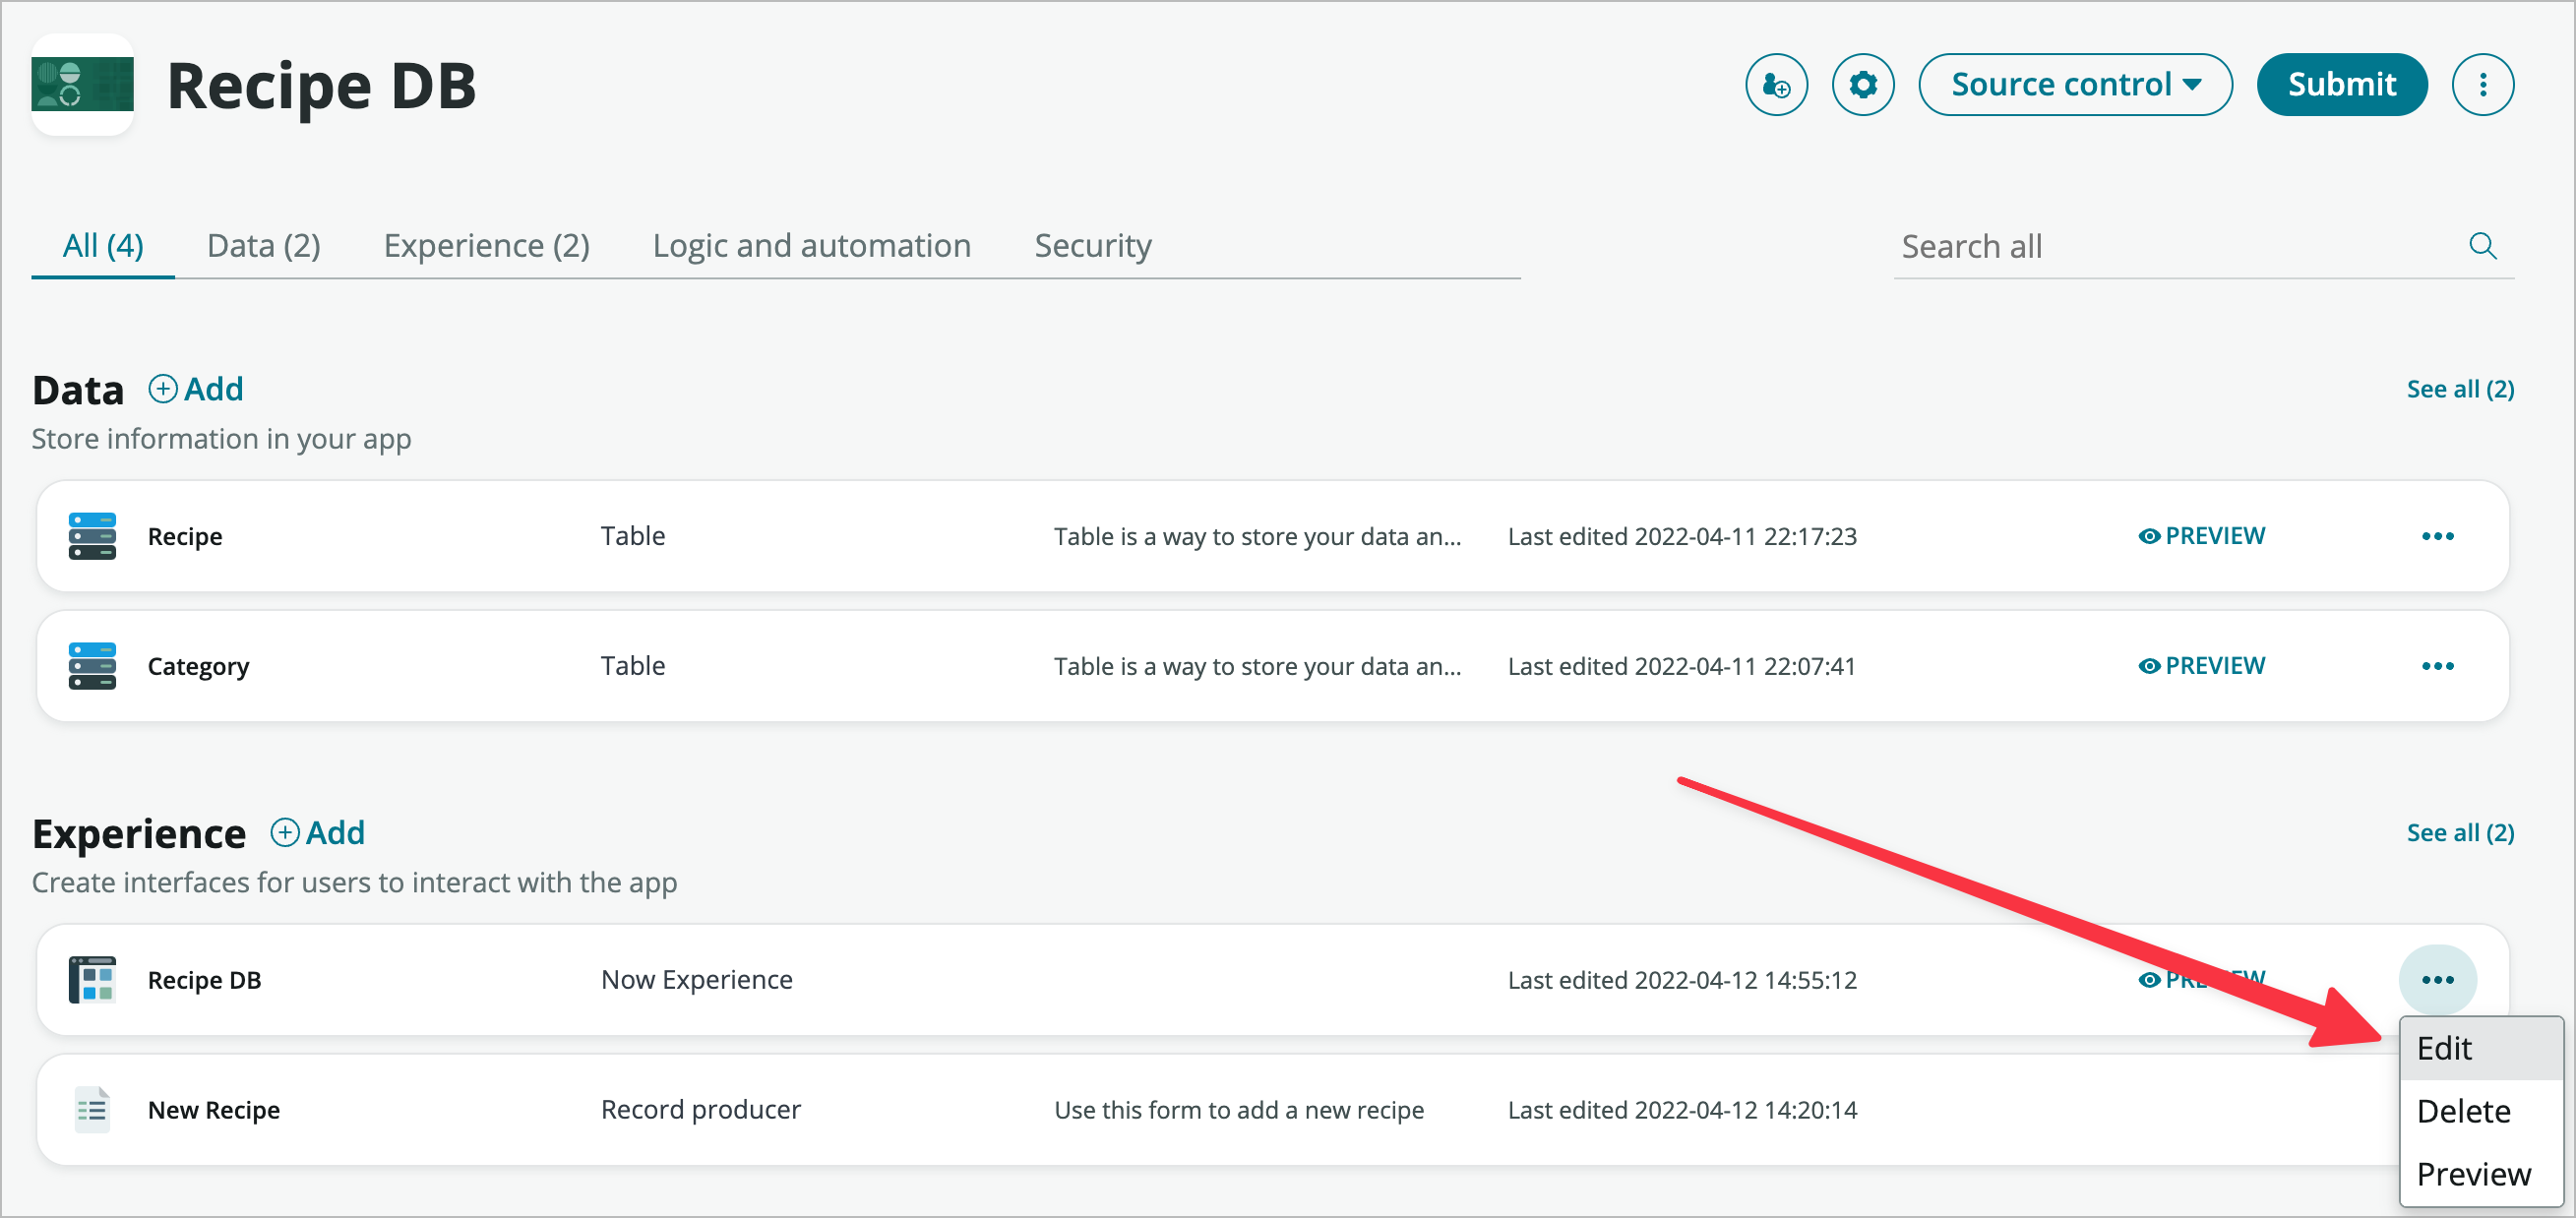 Recipe DB
Source control
Submit
All (4)
Data (2)
Experience (2)
Logic and automation
Security
Search all
Data
Add
See all (2)
Store information in your app
Recipe
Table
Table is a way to store your data an...
Last edited 2022-04-11 22:17:23
PREVIEW
Category
Table
Table is a way to store your data an...
Last edited 2022-04-11 22:07:41
PREVIEW
Experience
Add
See all (2)
Create interfaces for users to interact with the app
Recipe DB
Now Experience
Last edited 2022-04-12 14:55:12
PREVIEW
Edit
New Recipe
Record producer
Use this form to add a new recipe
Last edited 2022-04-12 14:20:14
Delete
Preview